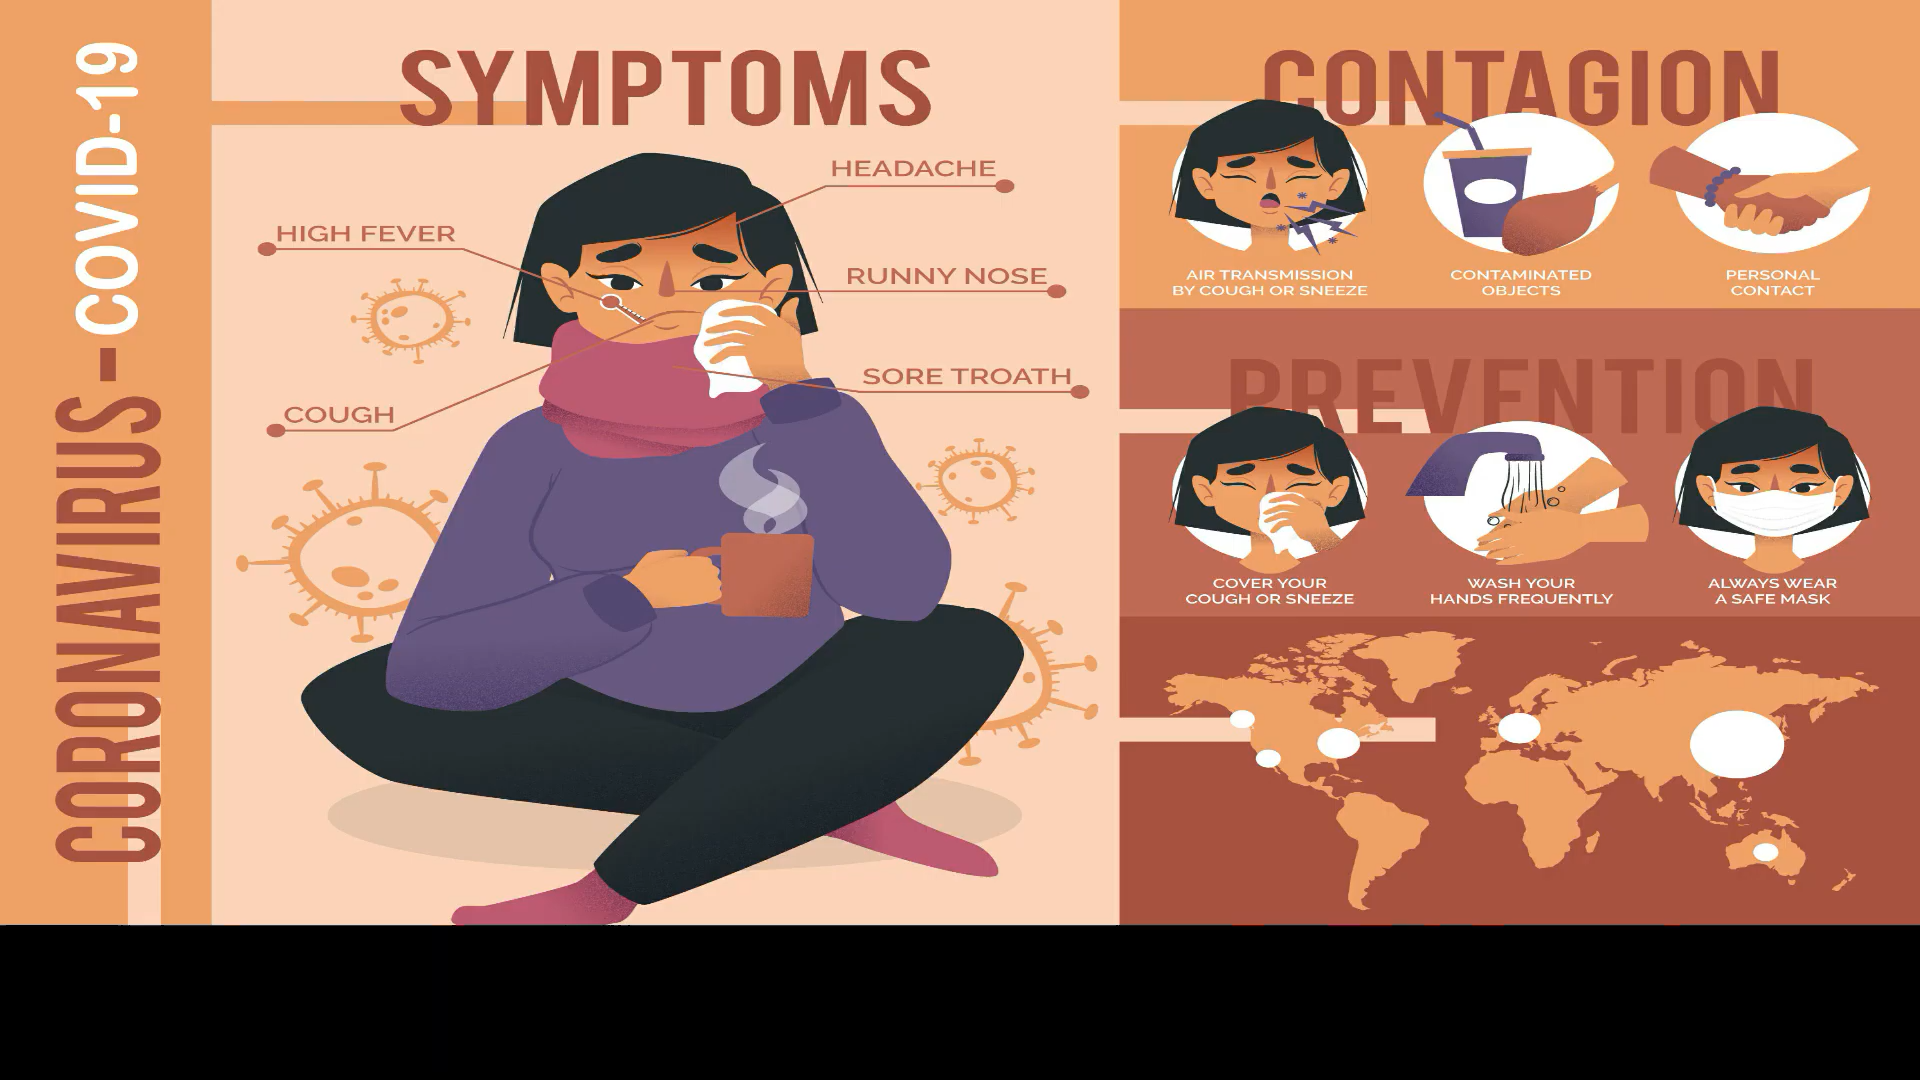 CORONAVIRUS-COVID-19
SYMPTOMS
HEADACHE
HIGH FEVER
RUNNY NOSE
SORE TROATH
COUGH
CONTAGION
AIR TRANSMISSION
BY COUGH OR SNEEZE
CONTAMINATED
OBJECTS
PERSONAL
CONTACT
PREVENTION
COVER YOUR
COUGH OR SNEEZE
WASH YOUR
HANDS FREQUENTLY
ALWAYS WEAR
A SAFE MASK